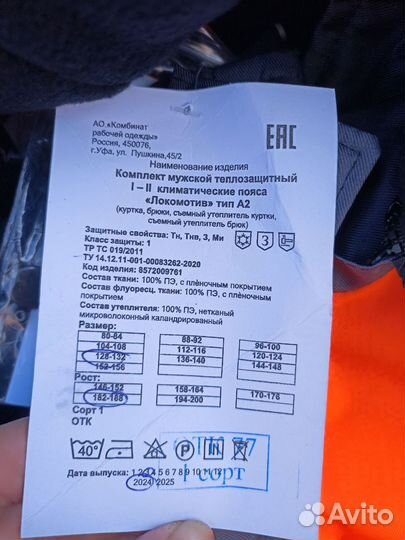 АО.«Комбинат
рабочей одежды»
Россия, 450076,
г.Уфа, ул. Пушкина,45/2
EAC
Наименование изделия
Комплект мужской теплозащитный
I – II климатические пояса
«Локомотив» тип А2
(куртка, брюки, съемный утеплитель куртки,
съемный утеплитель брюк)
Защитные свойства: Тн, Тнв, З, Ми
Класс защиты: 1
3
ТР ТС 019/2011
ТУ 14.12.11-001-00083262-2020
Код изделия: 8572009761
Состав ткани: 100% ПЭ, с плёночным покрытием
Состав флуоресц. ткани: 100% ПЭ, с плёночным
покрытием
Состав утеплителя: 100% ПЭ, нетканый
микроволоконный каландрированный
Размер:
80-84 88-92 96-100
104-108 112-116 120-124
128-132 136-140 144-148
152-156
Рост:
146-152 158-164 170-176
182-188 194-200
Сорт 1
ОТК
40° P
1 сорт
Дата выпуска: 1 2 3 4 5 6 7 8 9 10 11 12
2024/2025
Avito